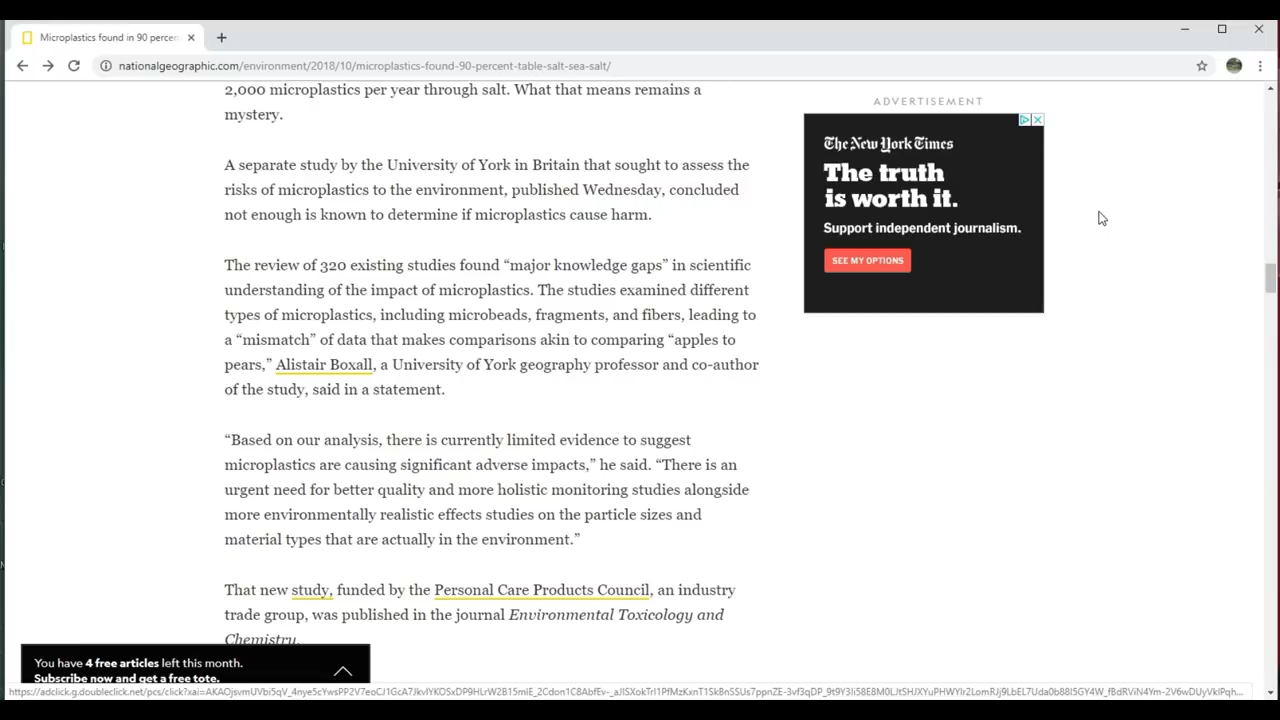 Microplastics found in 90 percen
nationalgeographic.com/environment/2018/10/microplastics-found-90-percent-table-salt-sea-salt/
2,000 microplastics per year through salt. What that means remains a
mystery.
A separate study by the University of York in Britain that sought to assess the
risks of microplastics to the environment, published Wednesday, concluded
not enough is known to determine if microplastics cause harm.
The review of 320 existing studies found “major knowledge gaps” in scientific
understanding of the impact of microplastics. The studies examined different
types of microplastics, including microbeads, fragments, and fibers, leading to
a “mismatch” of data that makes comparisons akin to comparing “apples to
pears,” Alistair Boxall, a University of York geography professor and co-author
of the study, said in a statement.
“Based on our analysis, there is currently limited evidence to suggest
microplastics are causing significant adverse impacts,” he said. “There is an
urgent need for better quality and more holistic monitoring studies alongside
more environmentally realistic effects studies on the particle sizes and
material types that are actually in the environment.”
That new study, funded by the Personal Care Products Council, an industry
trade group, was published in the journal Environmental Toxicology and
Chemistry.
ADVERTISEMENT
The New York Times
The truth
is worth it.
Support independent journalism.
SEE MY OPTIONS
You have 4 free articles left this month.
Subscribe now and get a free tote.